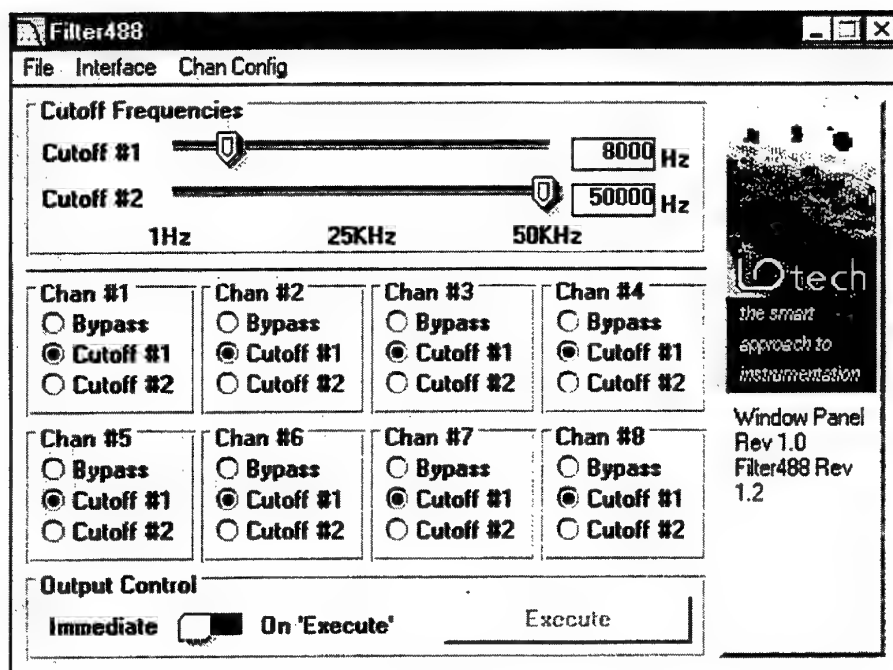 Filter488
File Interface Chan Config
Cutoff Frequencies
Cutoff #1 8000 Hz
Cutoff #2 50000 Hz
1Hz 25KHz 50KHz
Chan #1 Chan #2 Chan #3 Chan #4
Bypass Bypass Bypass Bypass
Cutoff #1 Cutoff #1 Cutoff #1 Cutoff #1
Cutoff #2 Cutoff #2 Cutoff #2 Cutoff #2
Chan #5 Chan #6 Chan #7 Chan #8
Bypass Bypass Bypass Bypass
Cutoff #1 Cutoff #1 Cutoff #1 Cutoff #1
Cutoff #2 Cutoff #2 Cutoff #2 Cutoff #2
Output Control
Immediate On 'Execute' Execute
IOtech
the smart
approach to
instrumentation
Window Panel
Rev 1.0
Filter488 Rev
1.2